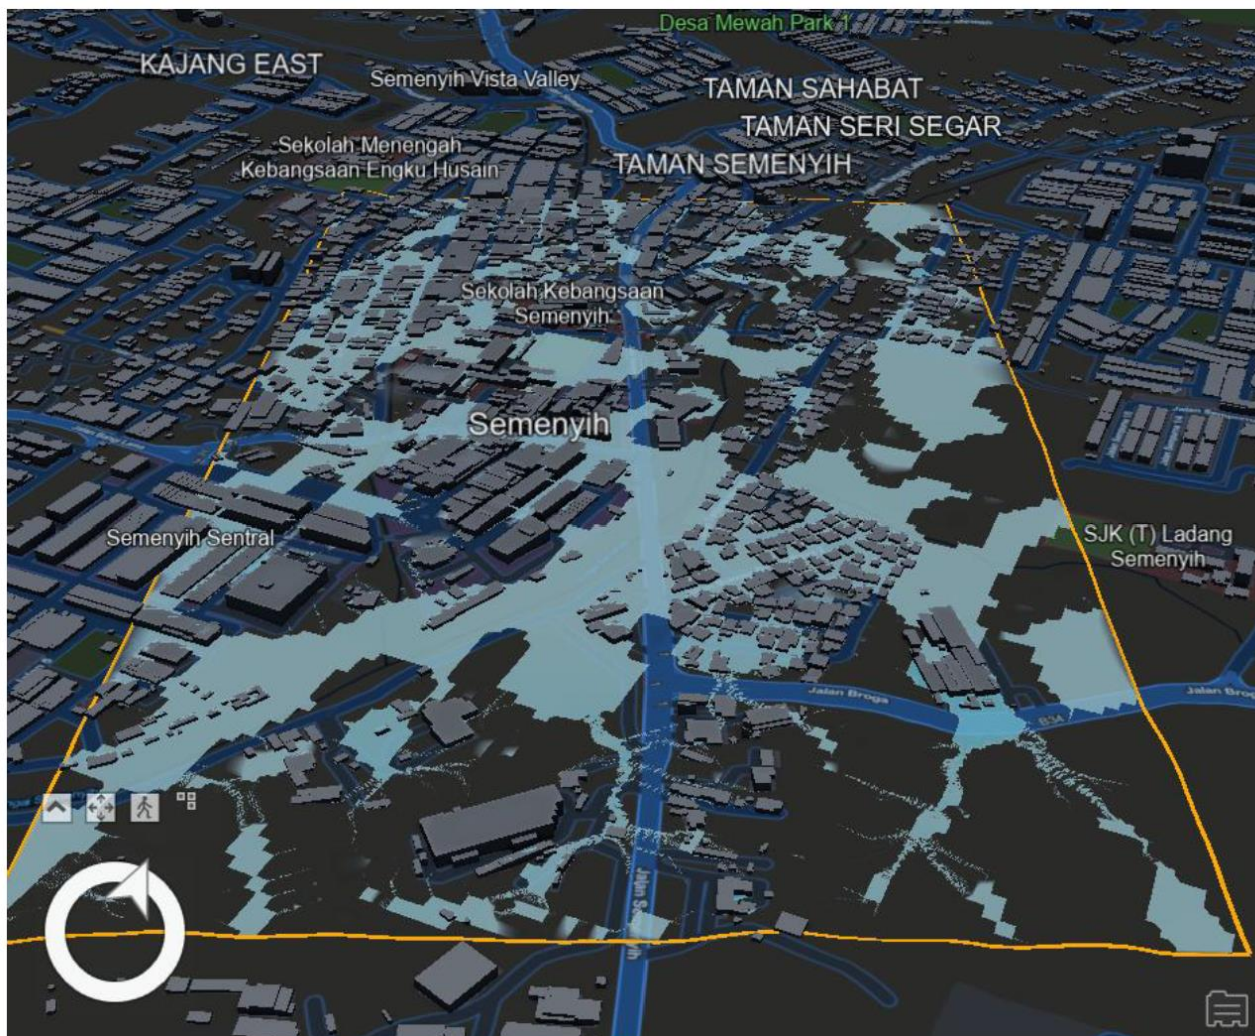 Desa Mewah Park 1
KAJANG EAST
Semenyih Vista Valley
TAMAN SAHABAT
TAMAN SERI SEGAR
Sekolah Menengah
Kebangsaan Engku Husain
TAMAN SEMENYIH
Sekolah Kebangsaan
Semenyih
Semenyih
Semenyih Sentral
SJK (T) Ladang
Semenyih
Jalan Broga
Jalan Broga
B34